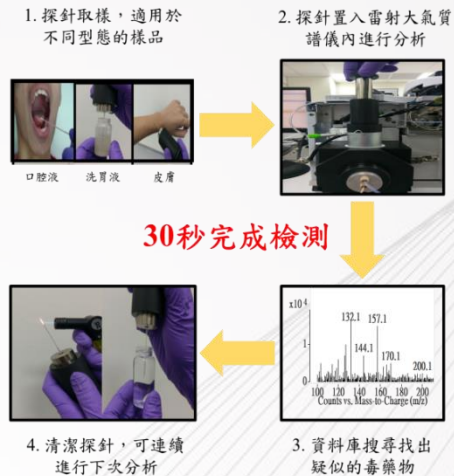 1. 探針取樣，適用於
不同型態的樣品
2. 探針置入雷射大氣質
譜儀內進行分析
口腔液
洗胃液
皮膚
30秒完成檢測
x10⁴
1
0
132.1
157.1
144.1
170.1
200.1
100 120 140 160 180 200
Counts vs. Mass-to-Charge (m/z)
4. 清潔探針，可連續
進行下次分析
3. 資料庫搜尋找出
疑似的毒藥物